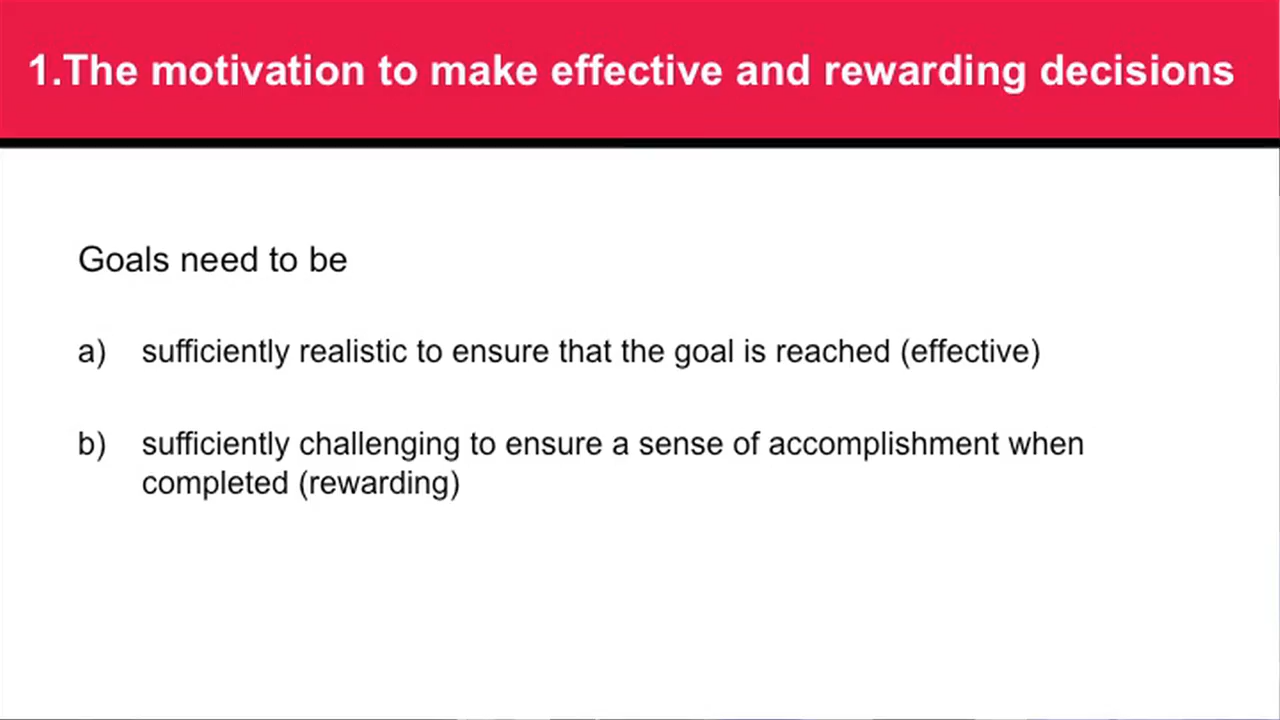 1.The motivation to make effective and rewarding decisions
Goals need to be
a) sufficiently realistic to ensure that the goal is reached (effective)
b) sufficiently challenging to ensure a sense of accomplishment when
completed (rewarding)